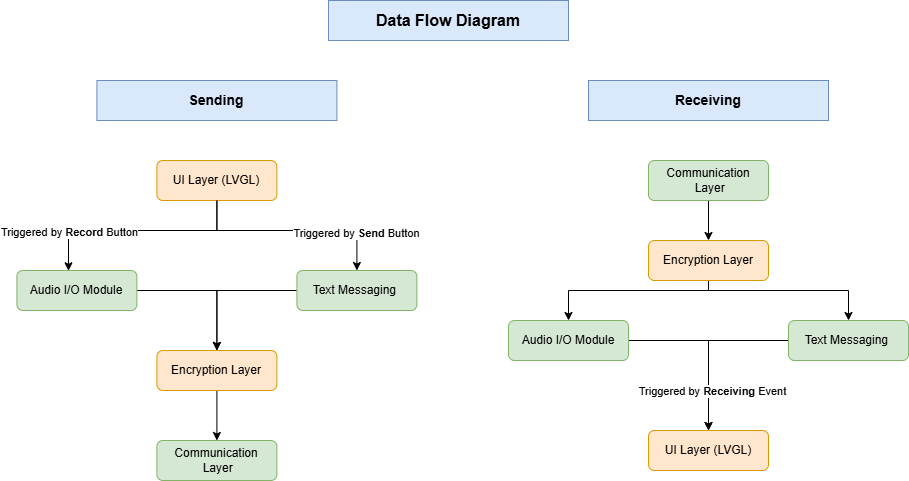 Data Flow Diagram
Sending
UI Layer (LVGL)
Triggered by Record Button
Triggered by Send Button
Audio I/O Module
Text Messaging
Encryption Layer
Communication
Layer
Receiving
Communication
Layer
Encryption Layer
Audio I/O Module
Text Messaging
Triggered by Receiving Event
UI Layer (LVGL)